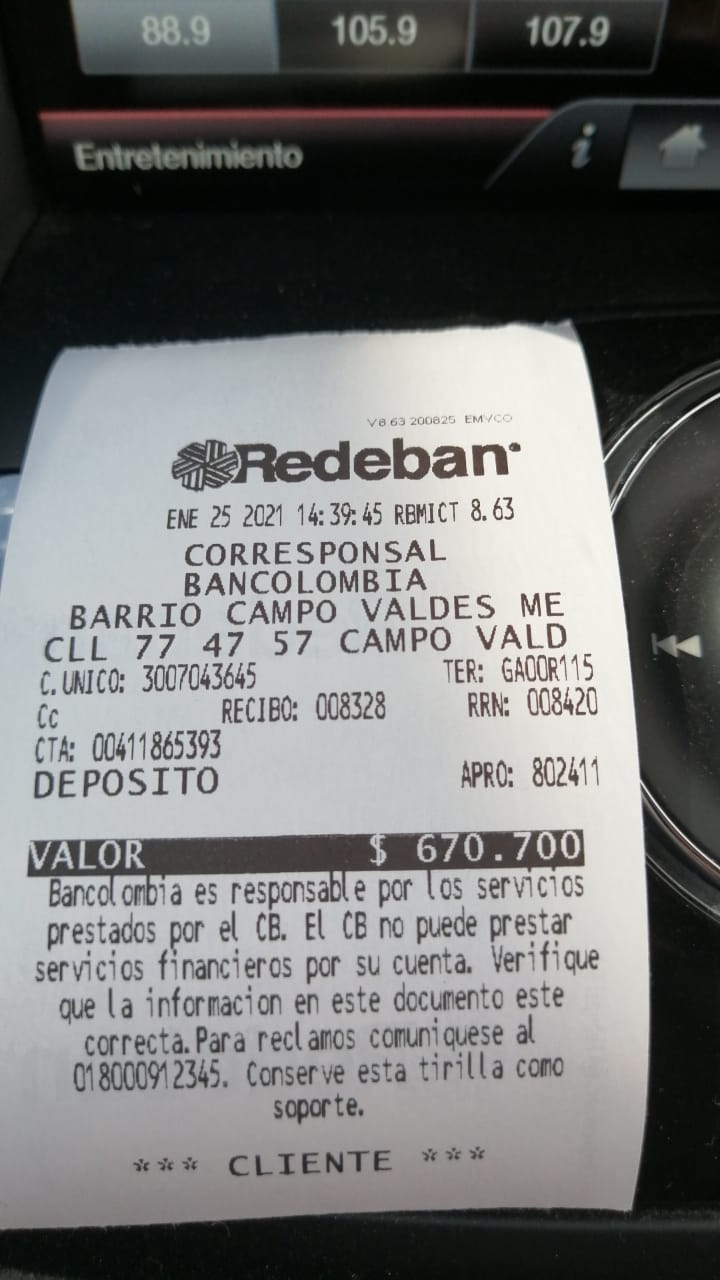 88.9 105.9 107.9
Entretenimiento i
V8.63 200825 EMVCO
Redeban
ENE 25 2021 14:39:45 RBMICT 8.63
CORRESPONSAL
BANCOLOMBIA
BARRIO CAMPO VALDES ME
CLL 77 47 57 CAMPO VALD
C.UNICO: 3007043645 TER: GAOOR115
Cc RECIBO: 008328 RRN: 008420
CTA: 00411865393
DEPOSITO APRO: 802411
VALOR $ 670.700
Bancolombia es responsable por los servicios
prestados por el CB. El CB no puede prestar
servicios financieros por su cuenta. Verifique
que la informacion en este documento este
correcta.Para reclamos comuniquese al
018000912345. Conserve esta tirilla como
soporte.
*** CLIENTE ***